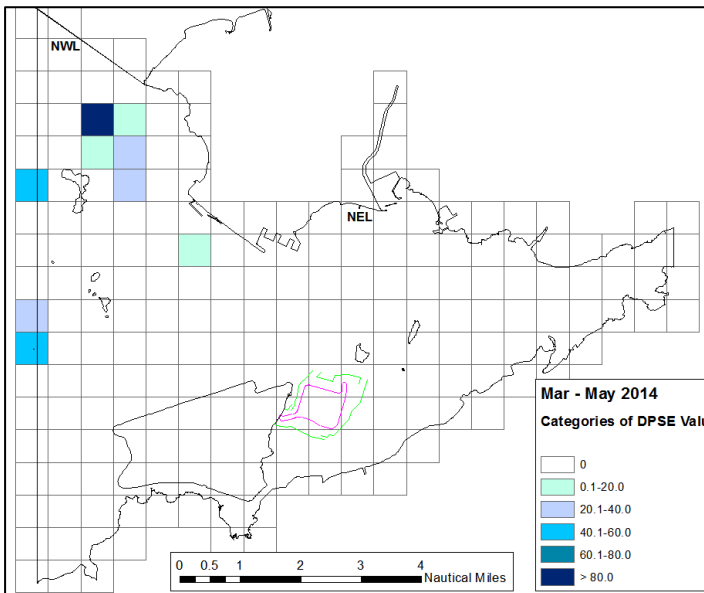 NWL
NEL
Mar - May 2014
Categories of DPSE Valu
0
0.1-20.0
20.1-40.0
40.1-60.0
60.1-80.0
> 80.0
0 0.5 1 2 3 4
Nautical Miles